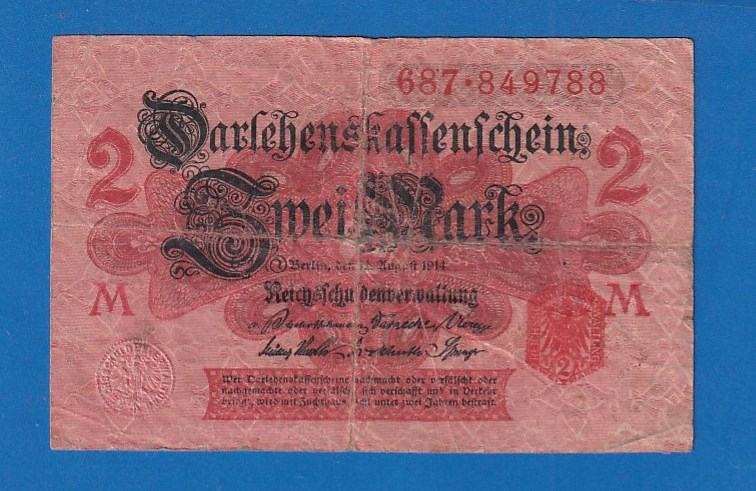 687·849788
Darlehenskassenschein
2 2
Zwei Mark
Berlin, den 12. August 1914
M M
Reichsschuldenverwaltung
2
Wer Darlehenskassenscheine nachmacht oder verfälscht oder
nachgemachte oder verfälschte sich verschafft und in Verkehr
bringt, wird mit Zuchthaus nicht unter zwei Jahren bestraft.